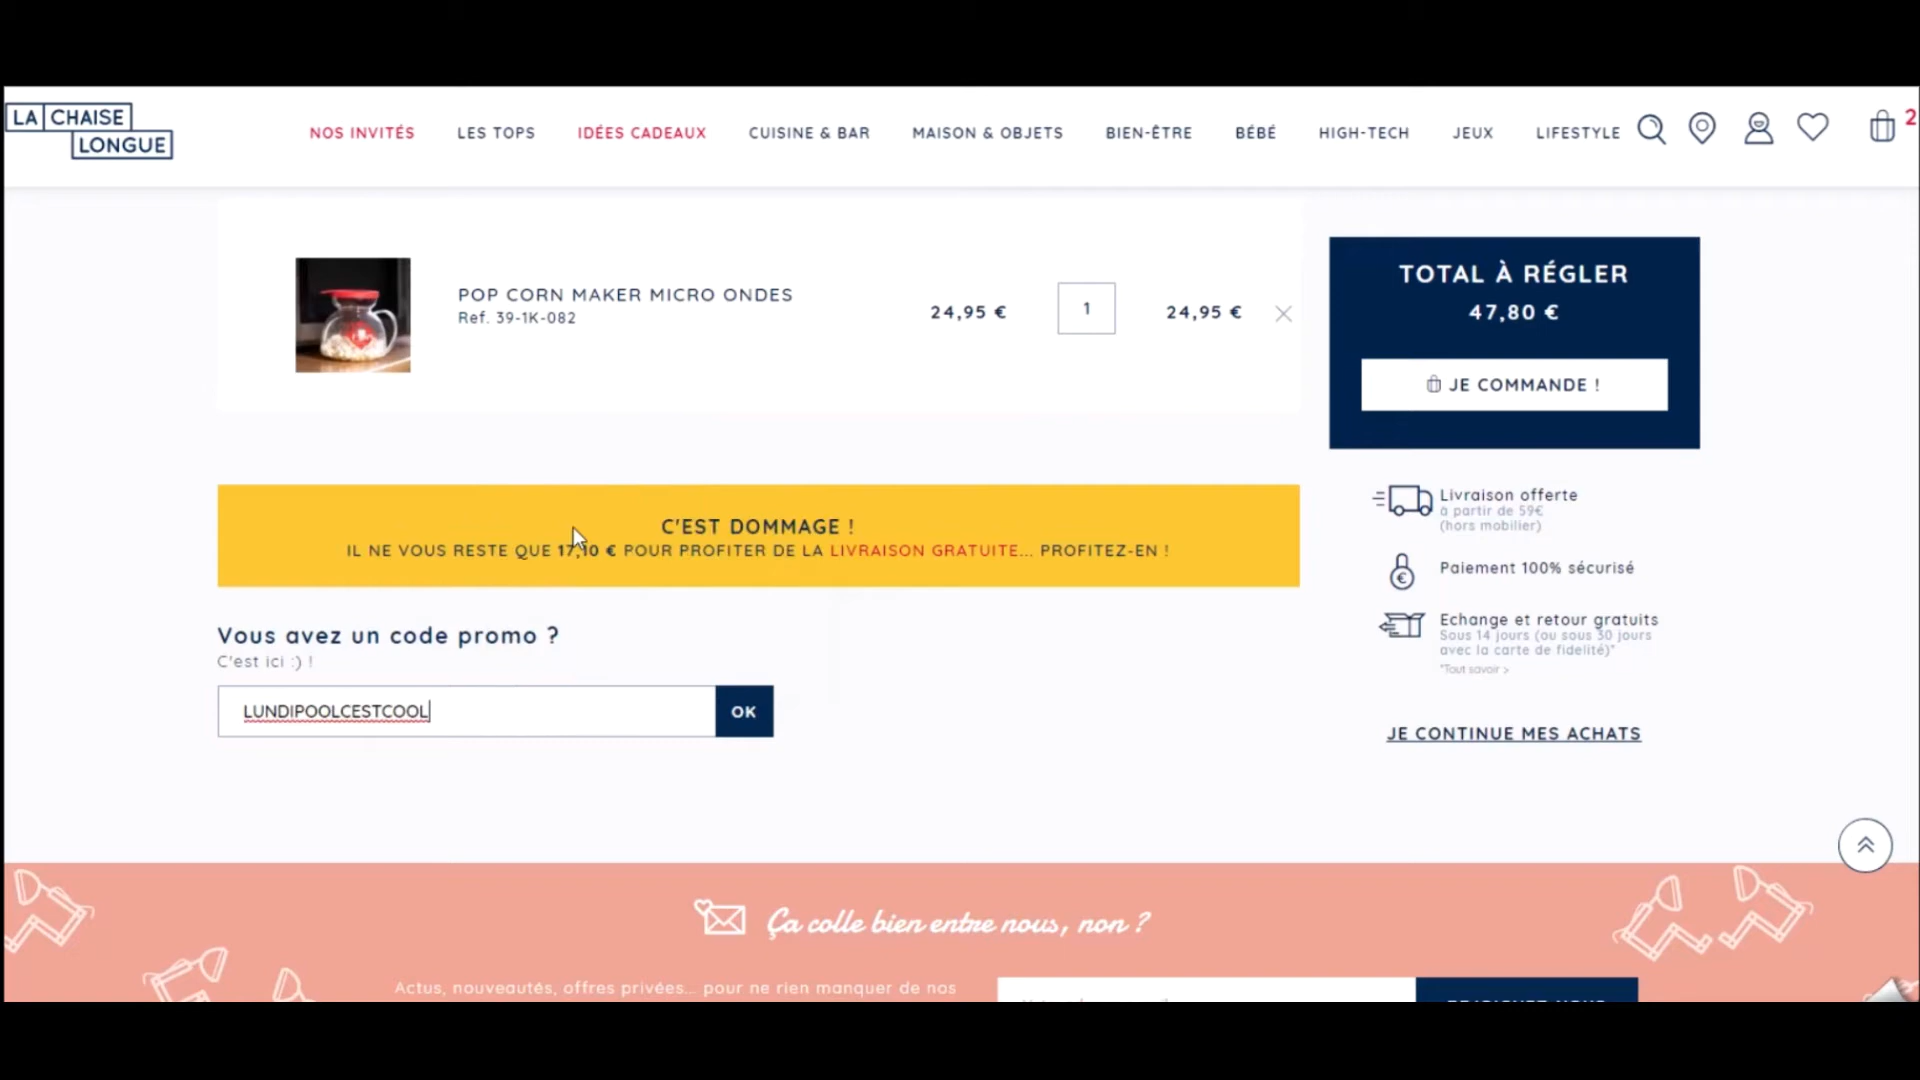 LA CHAISE
LONGUE
NOS INVITÉS LES TOPS IDÉES CADEAUX CUISINE & BAR MAISON & OBJETS BIEN-ÊTRE BÉBÉ HIGH-TECH JEUX LIFESTYLE
2
POP CORN MAKER MICRO ONDES
Ref. 39-1K-082
24,95 € 1 24,95 €
TOTAL À RÉGLER
47,80 €
JE COMMANDE !
C'EST DOMMAGE !
IL NE VOUS RESTE QUE 17,10 € POUR PROFITER DE LA LIVRAISON GRATUITE... PROFITEZ-EN !
Livraison offerte
à partir de 59€
(hors mobilier)
Paiement 100% sécurisé
Echange et retour gratuits
Sous 14 jours (ou sous 30 jours
avec la carte de fidelité)*
*Tout savoir >
Vous avez un code promo ?
C'est ici :) !
LUNDIPOOLCESTCOOL
OK
JE CONTINUE MES ACHATS
Ça colle bien entre nous, non ?
Actus, nouveautés, offres privées... pour ne rien manquer de nos